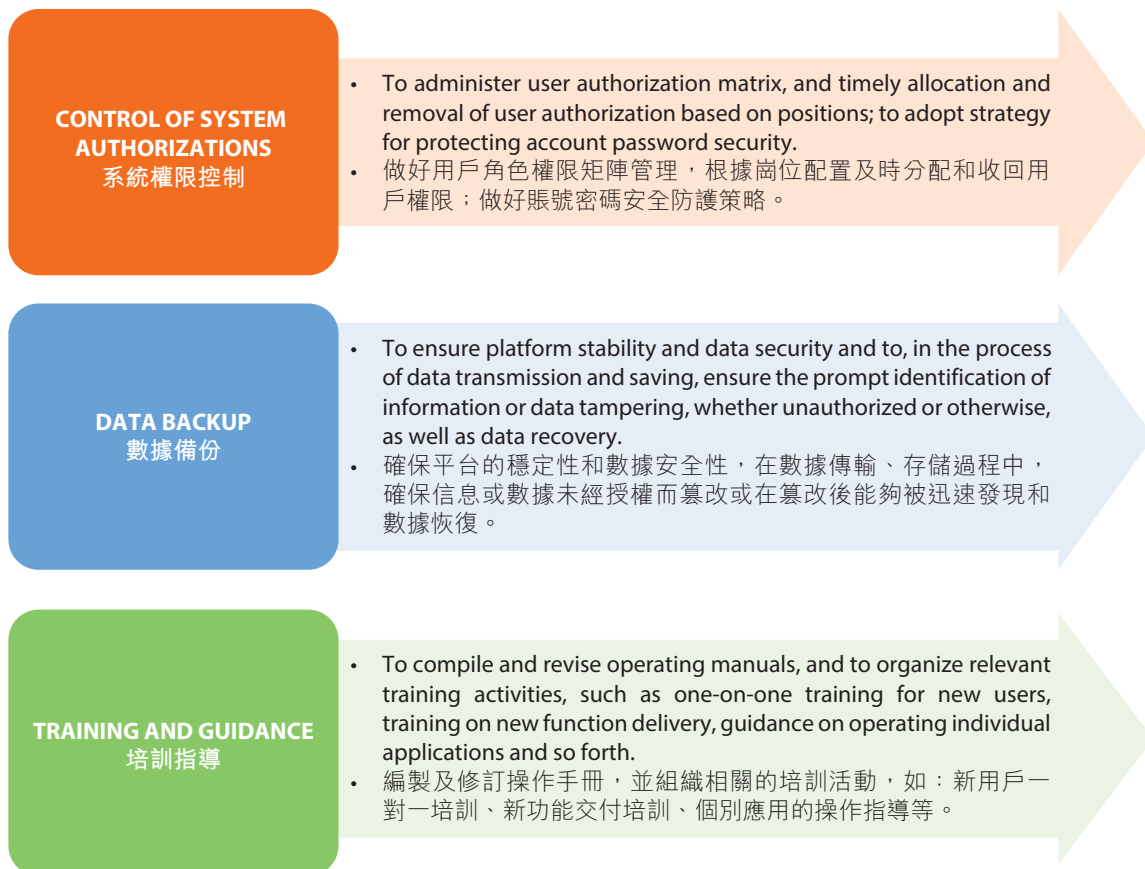 CONTROL OF SYSTEM
AUTHORIZATIONS
系統權限控制
• To administer user authorization matrix, and timely allocation and
removal of user authorization based on positions; to adopt strategy
for protecting account password security.
• 做好用戶角色權限矩陣管理，根據崗位配置及時分配和收回用
戶權限；做好賬號密碼安全防護策略。
DATA BACKUP
數據備份
• To ensure platform stability and data security and to, in the process
of data transmission and saving, ensure the prompt identification of
information or data tampering, whether unauthorized or otherwise,
as well as data recovery.
• 確保平台的穩定性和數據安全性，在數據傳輸、存儲過程中，
確保信息或數據未經授權而篡改或在篡改後能夠被迅速發現和
數據恢復。
TRAINING AND GUIDANCE
培訓指導
• To compile and revise operating manuals, and to organize relevant
training activities, such as one-on-one training for new users,
training on new function delivery, guidance on operating individual
applications and so forth.
• 編製及修訂操作手冊，並組織相關的培訓活動，如：新用戶一
對一培訓、新功能交付培訓、個別應用的操作指導等。